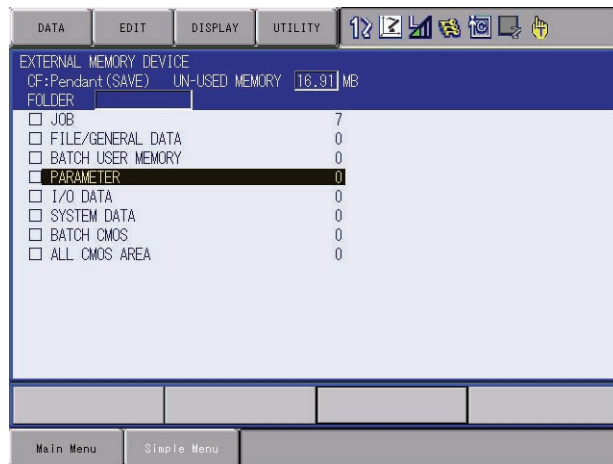 DATA EDIT DISPLAY UTILITY
EXTERNAL MEMORY DEVICE
CF:Pendant(SAVE) UN-USED MEMORY 16.91 MB
FOLDER
JOB 7
FILE/GENERAL DATA 0
BATCH USER MEMORY 0
PARAMETER 0
I/O DATA 0
SYSTEM DATA 0
BATCH CMOS 0
ALL CMOS AREA 0
Main Menu Simple Menu